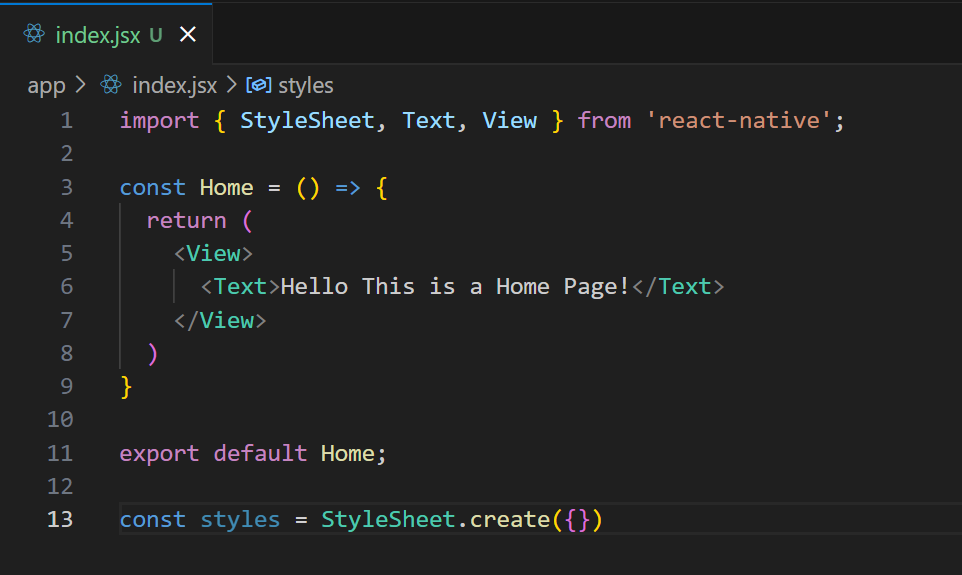 index.jsx U
app > index.jsx > styles
1 import { StyleSheet, Text, View } from 'react-native';
2
3 const Home = () => {
4   return (
5     <View>
6       <Text>Hello This is a Home Page!</Text>
7     </View>
8   )
9 }
10
11 export default Home;
12
13 const styles = StyleSheet.create({})